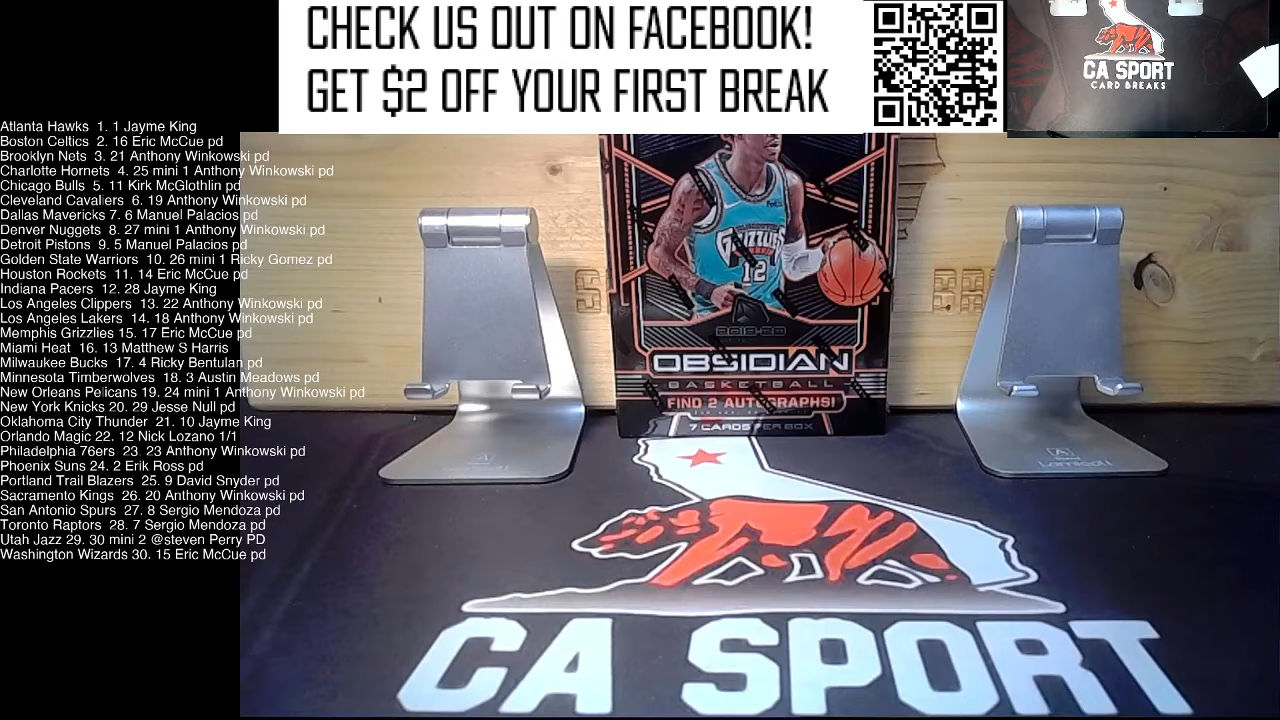 CHECK US OUT ON FACEBOOK!
GET $2 OFF YOUR FIRST BREAK
CA SPORT
CARD BREAKS
Atlanta Hawks 1. 1 Jayme King
Boston Celtics 2. 16 Eric McCue pd
Brooklyn Nets 3. 21 Anthony Winkowski pd
Charlotte Hornets 4. 25 mini 1 Anthony Winkowski pd
Chicago Bulls 5. 11 Kirk McGlothlin pd
Cleveland Cavaliers 6. 19 Anthony Winkowski pd
Dallas Mavericks 7. 6 Manuel Palacios pd
Denver Nuggets 8. 27 mini 1 Anthony Winkowski pd
Detroit Pistons 9. 5 Manuel Palacios pd
Golden State Warriors 10. 26 mini 1 Ricky Gomez pd
Houston Rockets 11. 14 Eric McCue pd
Indiana Pacers 12. 28 Jayme King
Los Angeles Clippers 13. 22 Anthony Winkowski pd
Los Angeles Lakers 14. 18 Anthony Winkowski pd
Memphis Grizzlies 15. 17 Eric McCue pd
Miami Heat 16. 13 Matthew S Harris
Milwaukee Bucks 17. 4 Ricky Bentulan pd
Minnesota Timberwolves 18. 3 Austin Meadows pd
New Orleans Pelicans 19. 24 mini 1 Anthony Winkowski pd
New York Knicks 20. 29 Jesse Null pd
Oklahoma City Thunder 21. 10 Jayme King
Orlando Magic 22. 12 Nick Lozano 1/1
Philadelphia 76ers 23. 23 Anthony Winkowski pd
Phoenix Suns 24. 2 Erik Ross pd
Portland Trail Blazers 25. 9 David Snyder pd
Sacramento Kings 26. 20 Anthony Winkowski pd
San Antonio Spurs 27. 8 Sergio Mendoza pd
Toronto Raptors 28. 7 Sergio Mendoza pd
Utah Jazz 29. 30 mini 2 @steven Perry PD
Washington Wizards 30. 15 Eric McCue pd
GRIZZLIES
12
2019-20
OBSIDIAN
BASKETBALL
FIND 2 AUTOGRAPHS!
7 CARDS PER BOX
CA SPORT